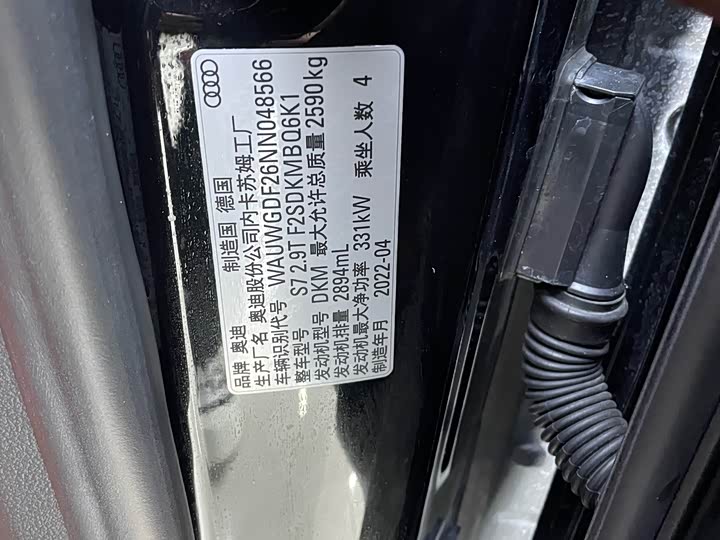 品牌 奥迪 制造国 德国
生产厂名 奥迪股份公司内卡苏姆工厂
车辆识别代号 WAUWGDF26NN048566
整车型号 S7 2.9T F2SDKMBQ6K1
发动机型号 DKM 最大允许总质量 2590kg
发动机排量 2894mL
发动机最大净功率 331kW 乘坐人数 4
制造年月 2022-04